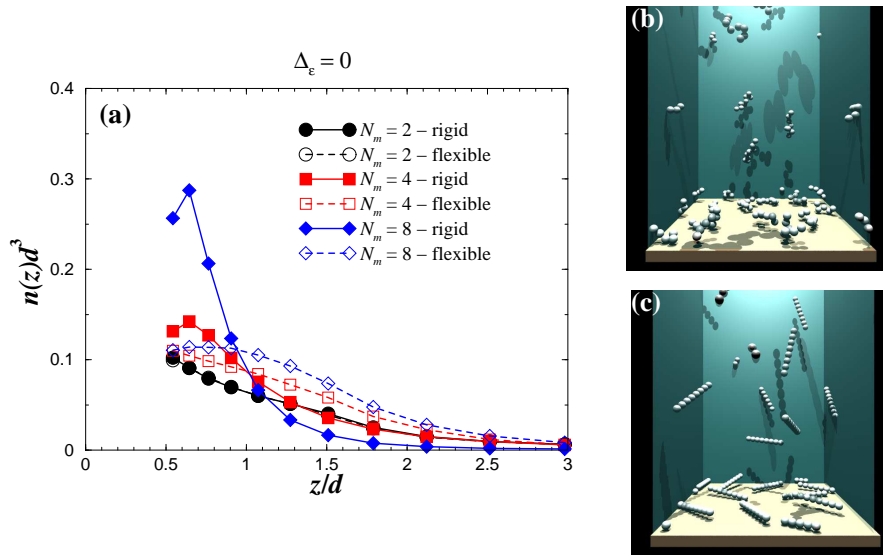 Δε = 0
(a)
n(z)d³
0.4
0.3
0.2
0.1
0
Nm = 2 – rigid
Nm = 2 – flexible
Nm = 4 – rigid
Nm = 4 – flexible
Nm = 8 – rigid
Nm = 8 – flexible
0 0.5 1 1.5 2 2.5 3
z/d
(b)
(c)